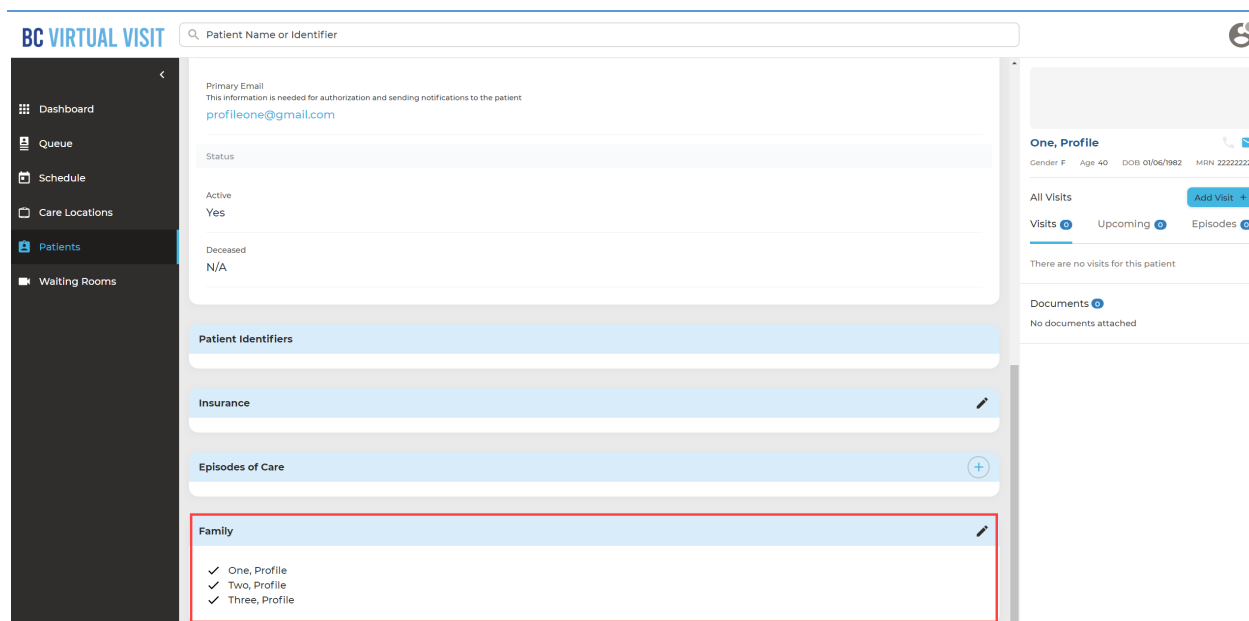 BC VIRTUAL VISIT
Patient Name or Identifier
Dashboard
Queue
Schedule
Care Locations
Patients
Waiting Rooms
Primary Email
This information is needed for authorization and sending notifications to the patient
profileone@gmail.com
Status
Active
Yes
Deceased
N/A
Patient Identifiers
Insurance
Episodes of Care
Family
One, Profile
Two, Profile
Three, Profile
One, Profile
Gender F Age 40 DOB 01/06/1982 MRN 22222222
All Visits
Add Visit +
Visits 0 Upcoming 0 Episodes 0
There are no visits for this patient
Documents 0
No documents attached